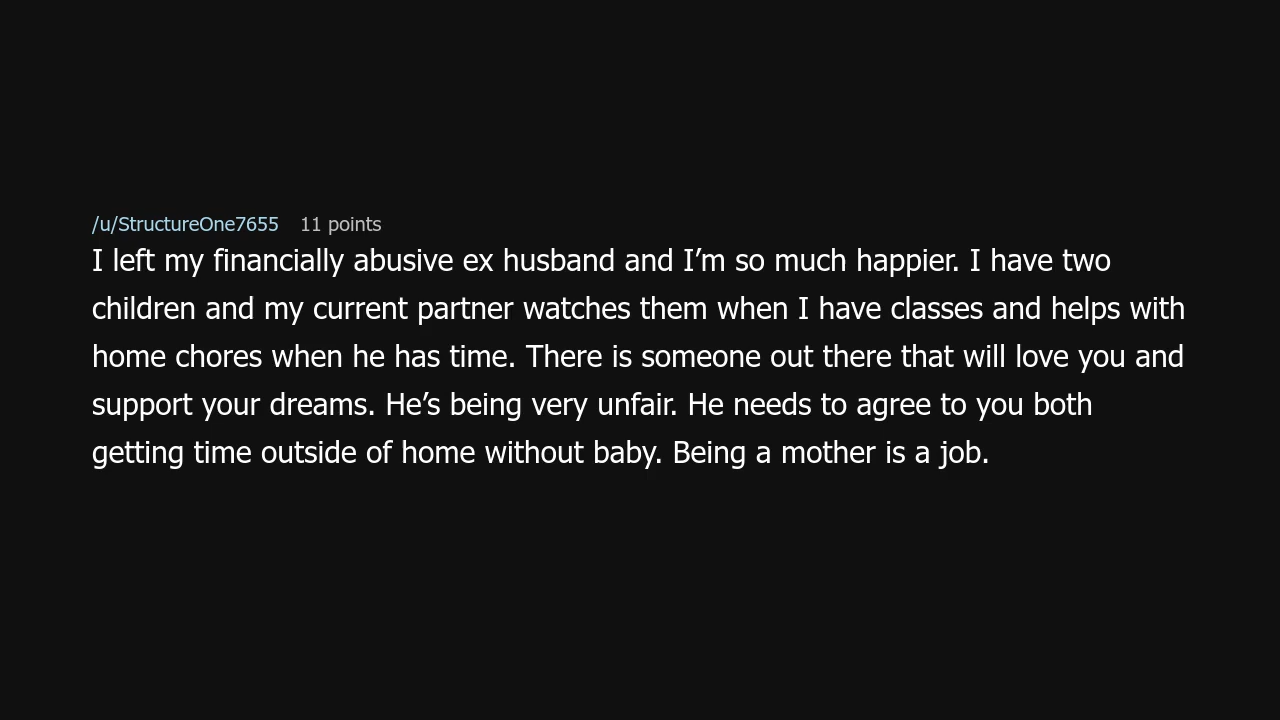 /u/StructureOne7655 11 points
I left my financially abusive ex husband and I’m so much happier. I have two
children and my current partner watches them when I have classes and helps with
home chores when he has time. There is someone out there that will love you and
support your dreams. He’s being very unfair. He needs to agree to you both
getting time outside of home without baby. Being a mother is a job.